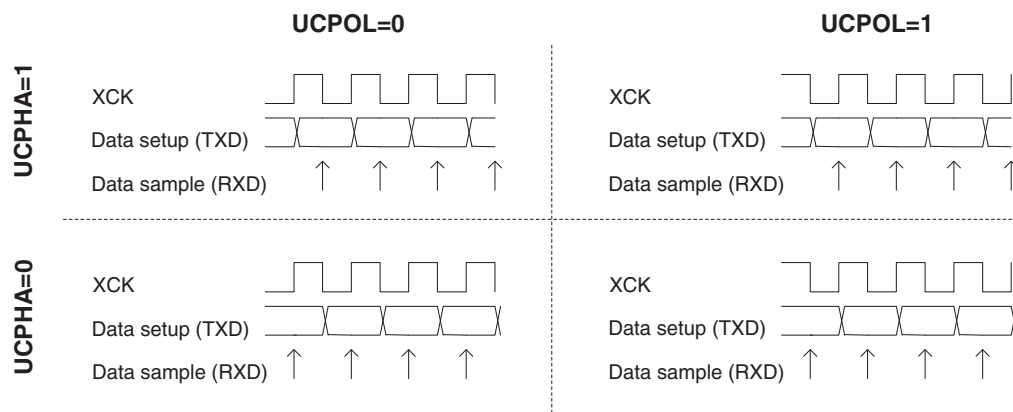 UCPOL=0
UCPOL=1
UCPHA=1
XCK
Data setup (TXD)
Data sample (RXD)
XCK
Data setup (TXD)
Data sample (RXD)
UCPHA=0
XCK
Data setup (TXD)
Data sample (RXD)
XCK
Data setup (TXD)
Data sample (RXD)